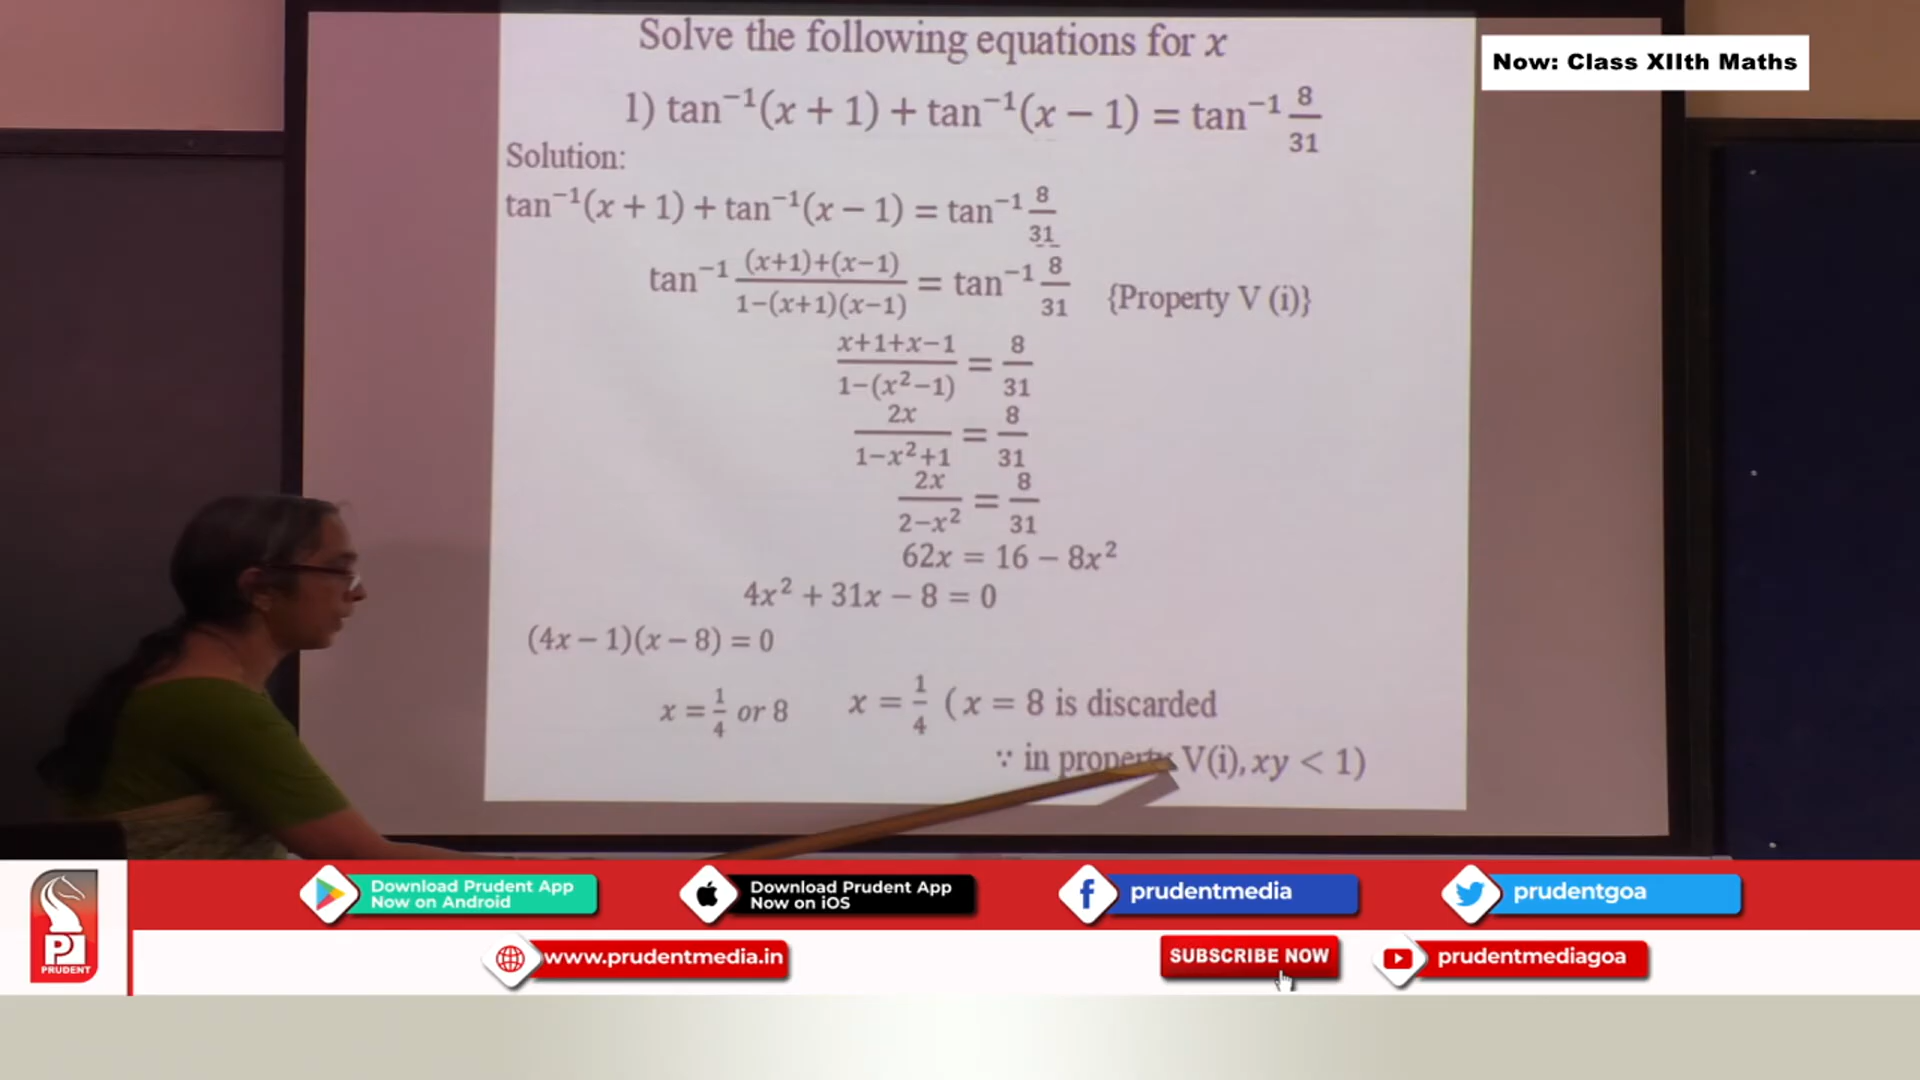 Solve the following equations for x
Now: Class XIIth Maths
1) tan⁻¹(x + 1) + tan⁻¹(x − 1) = tan⁻¹ 8/31
Solution:
tan⁻¹(x + 1) + tan⁻¹(x − 1) = tan⁻¹ 8/31
tan⁻¹ (x+1)+(x−1)/1−(x+1)(x−1) = tan⁻¹ 8/31 {Property V (i)}
x+1+x−1/1−(x²−1) = 8/31
2x/1−x²+1 = 8/31
2x/2−x² = 8/31
62x = 16 − 8x²
4x² + 31x − 8 = 0
(4x − 1)(x − 8) = 0
x = 1/4 or 8 x = 1/4 ( x = 8 is discarded
∵ in property V(i), xy < 1)
Download Prudent App
Now on Android
Download Prudent App
Now on iOS
prudentmedia
prudentgoa
PRUDENT
www.prudentmedia.in
SUBSCRIBE NOW
prudentmediagoa